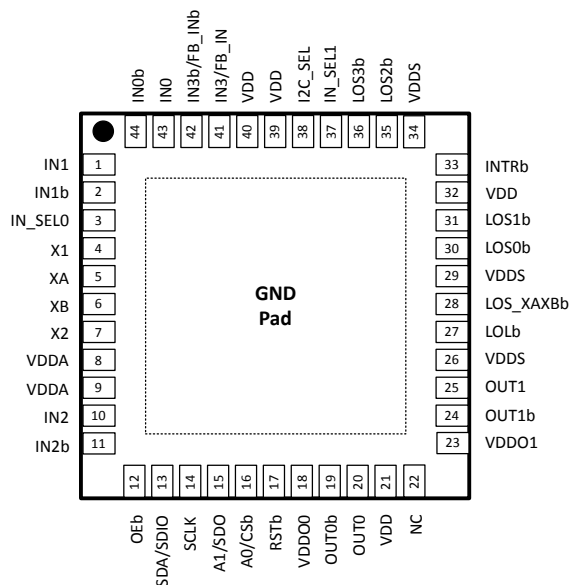 IN0b
IN0
IN3b/FB_INb
IN3/FB_IN
VDD
VDD
I2C_SEL
IN_SEL1
LOS3b
LOS2b
VDDS
44
43
42
41
40
39
38
37
36
35
34
IN1 1
IN1b 2
IN_SEL0 3
X1 4
XA 5
XB 6
X2 7
VDDA 8
VDDA 9
IN2 10
IN2b 11
GND
Pad
33 INTRb
32 VDD
31 LOS1b
30 LOS0b
29 VDDS
28 LOS_XAXBb
27 LOLb
26 VDDS
25 OUT1
24 OUT1b
23 VDDO1
12
13
14
15
16
17
18
19
20
21
22
OEb
SDA/SDIO
SCLK
A1/SDO
A0/CSb
RSTb
VDDO0
OUT0b
OUT0
VDD
NC